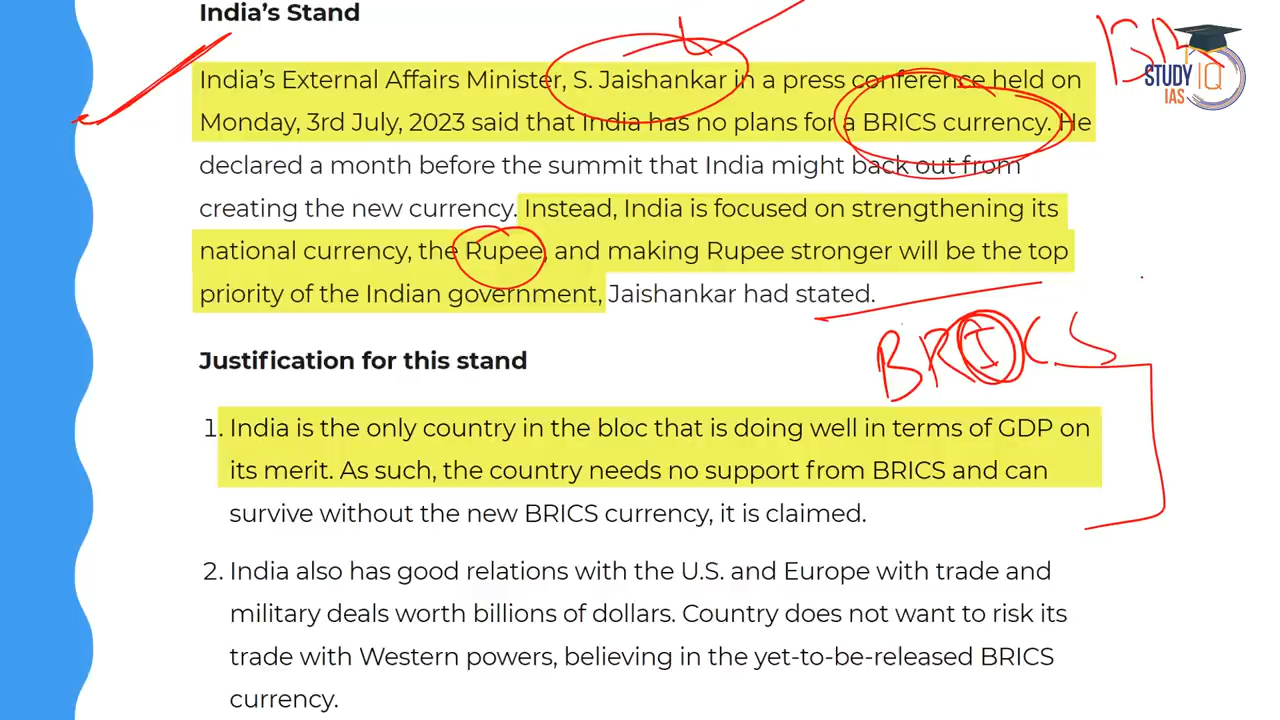 India's Stand
BR
STUDY IQ
IAS
India's External Affairs Minister, S. Jaishankar in a press conference held on
Monday, 3rd July, 2023 said that India has no plans for a BRICS currency. He
declared a month before the summit that India might back out from
creating the new currency. Instead, India is focused on strengthening its
national currency, the Rupee, and making Rupee stronger will be the top
priority of the Indian government, Jaishankar had stated.
BRICS
Justification for this stand
1. India is the only country in the bloc that is doing well in terms of GDP on
its merit. As such, the country needs no support from BRICS and can
survive without the new BRICS currency, it is claimed.
2. India also has good relations with the U.S. and Europe with trade and
military deals worth billions of dollars. Country does not want to risk its
trade with Western powers, believing in the yet-to-be-released BRICS
currency.